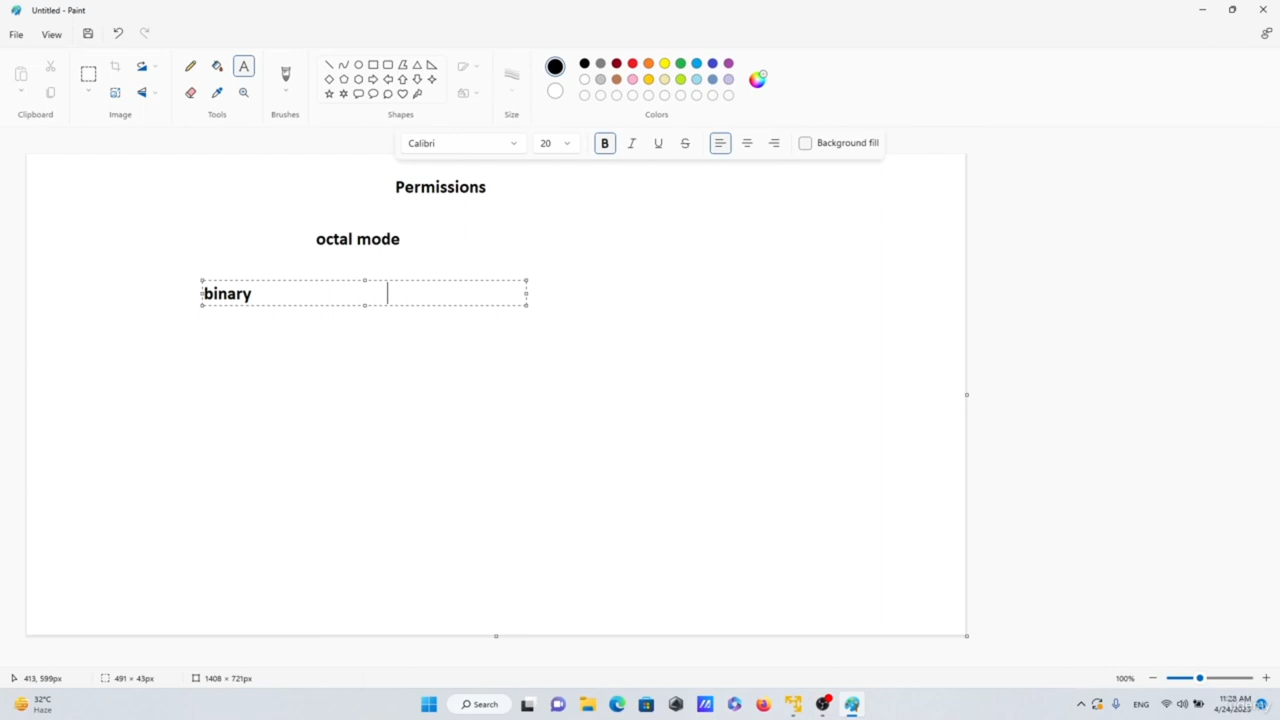 Untitled - Paint
File
View
Clipboard
Image
Tools
Brushes
Shapes
Size
Colors
Calibri
20
B
I
U
S
Background fill
Permissions
octal mode
binary
413, 599px
491 × 43px
1408 × 721px
100%
32°C
Haze
Search
ENG
11:28 AM
4/24/2023